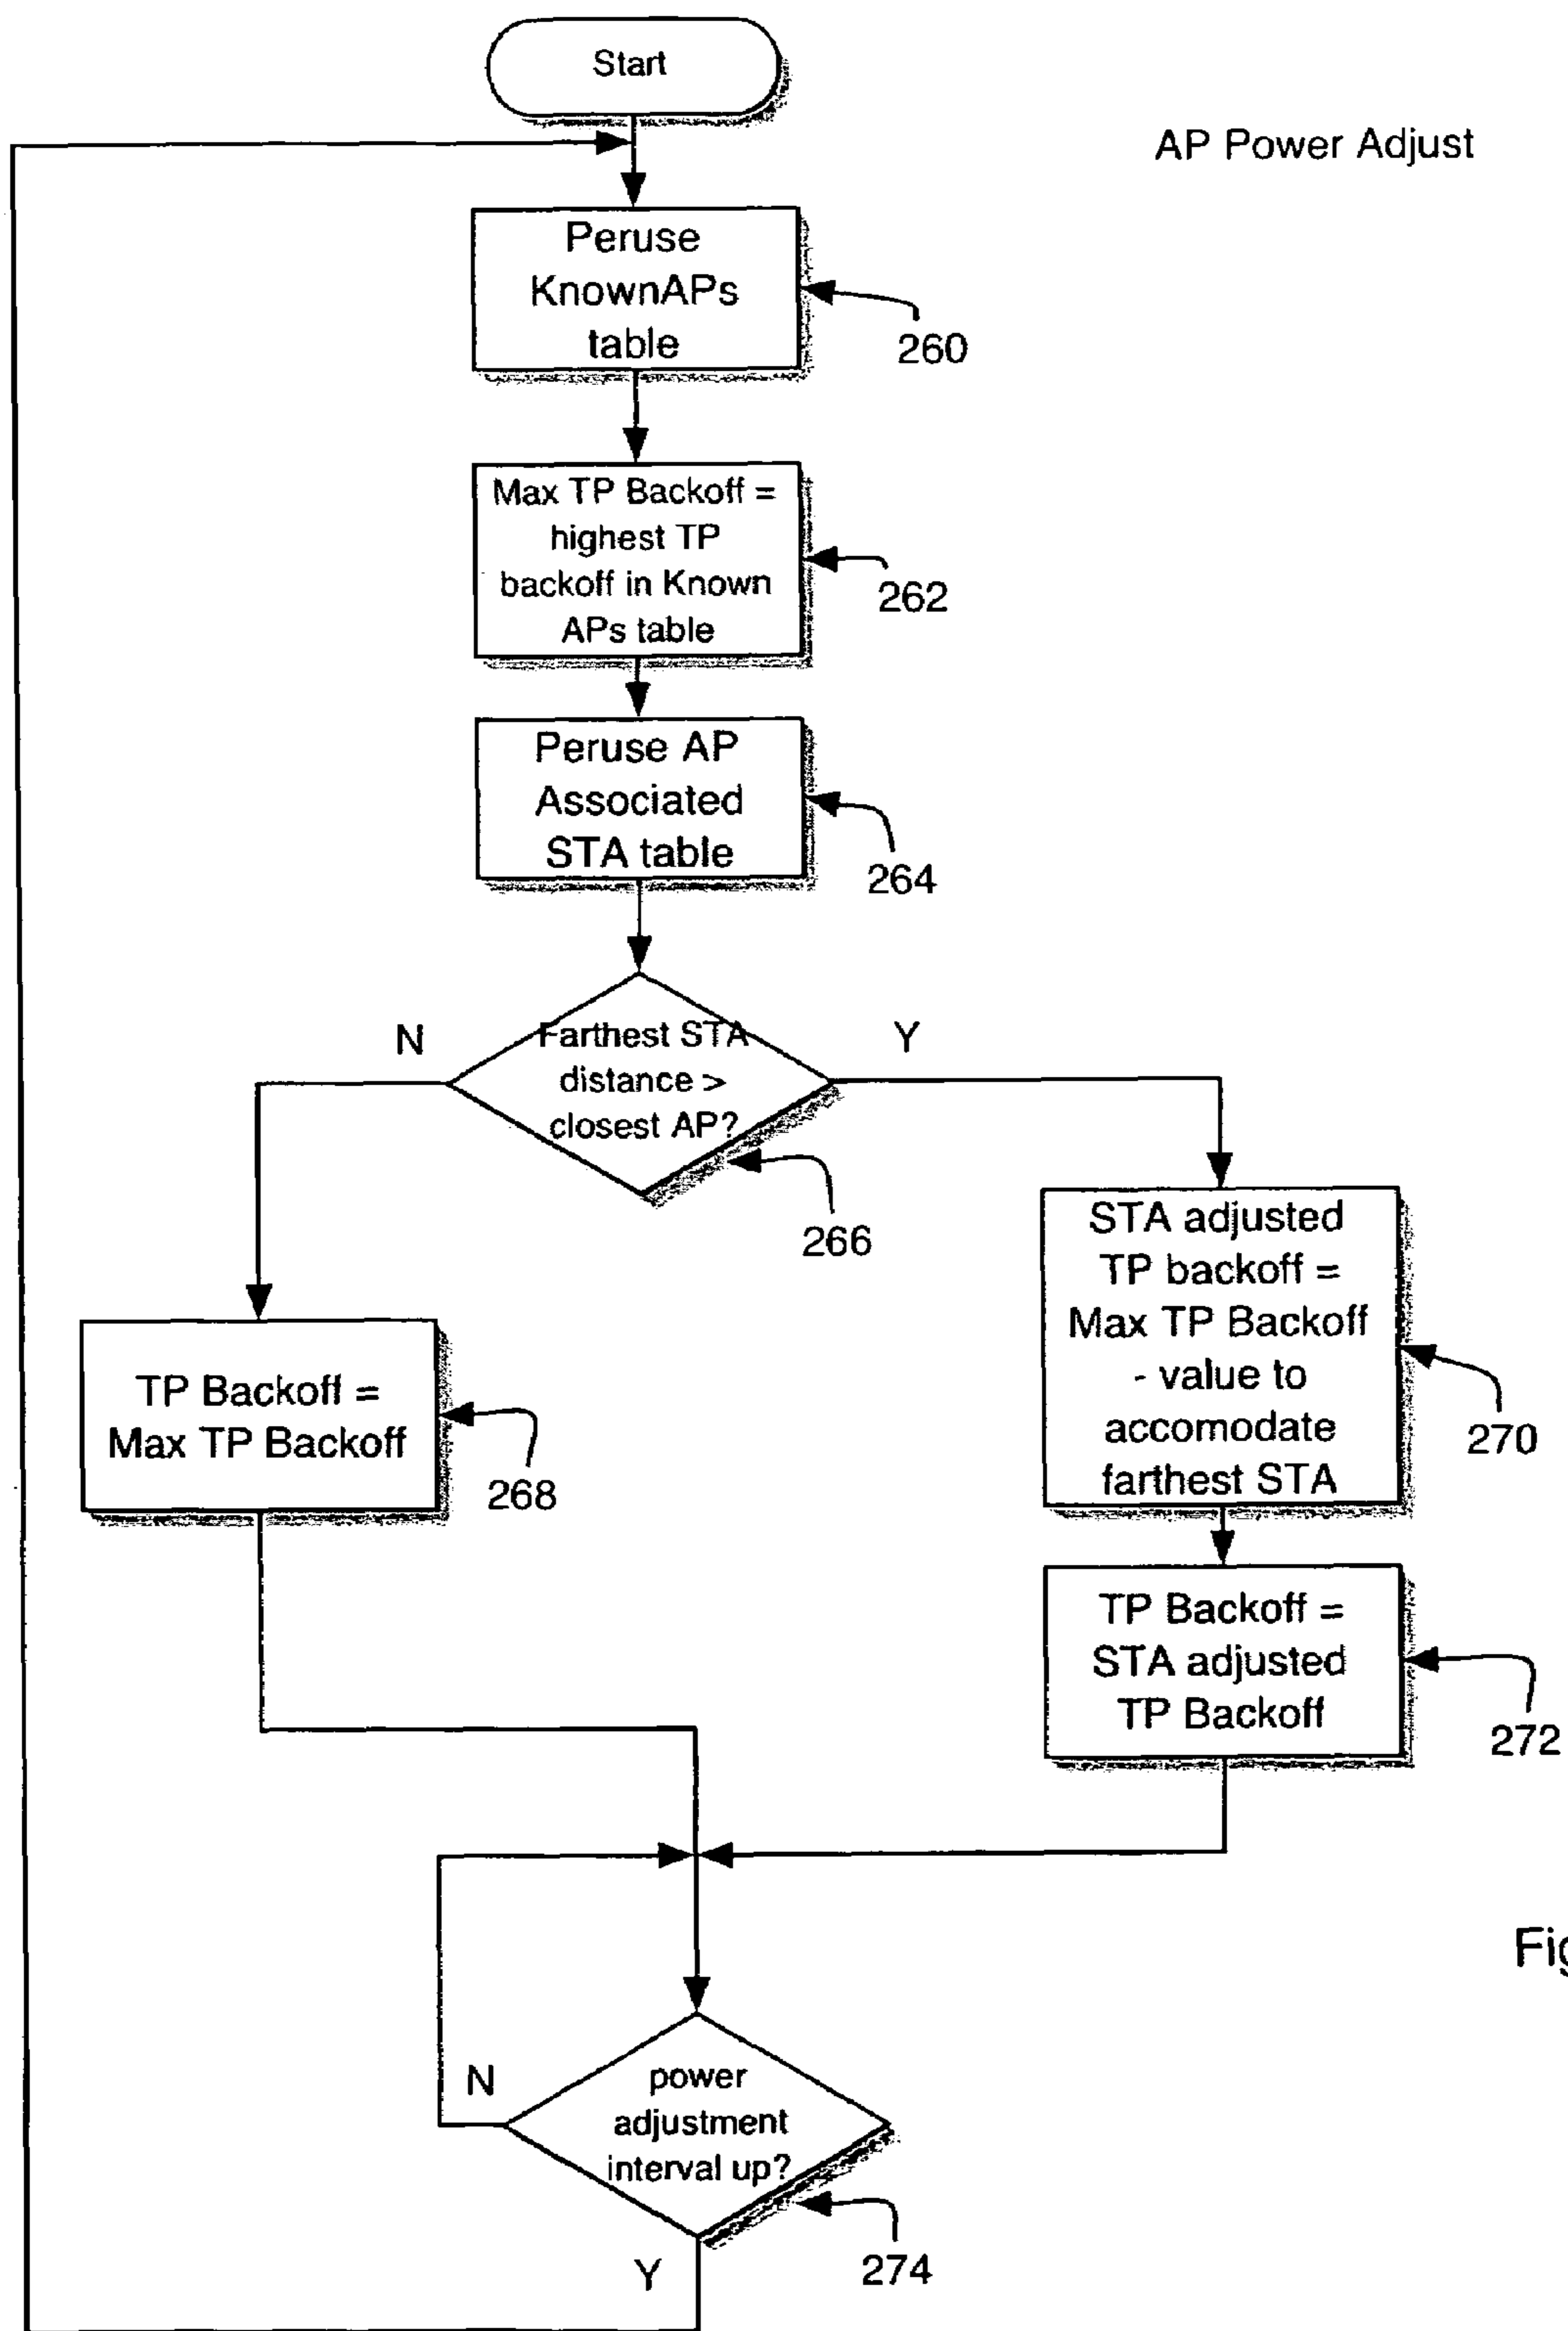 Start
AP Power Adjust
Peruse
KnownAPs
table
260
Max TP Backoff =
highest TP
backoff in Known
APs table
262
Peruse AP
Associated
STA table
264
N
Farthest STA
distance >
closest AP?
Y
266
STA adjusted
TP backoff =
Max TP Backoff
- value to
accomodate
farthest STA
270
TP Backoff =
Max TP Backoff
268
TP Backoff =
STA adjusted
TP Backoff
272
Fig
N
power
adjustment
interval up?
Y
274